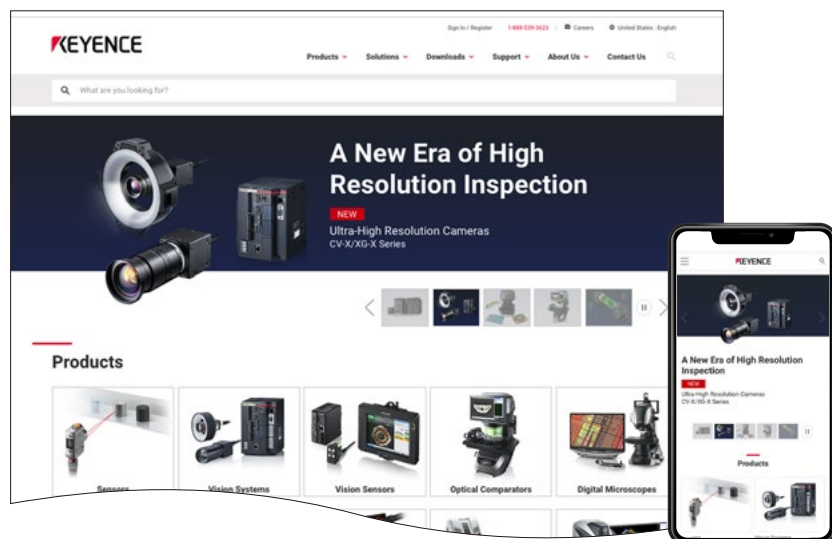 Sign In / Register 1-888-539-3623 Careers United States : English
KEYENCE
Products Solutions Downloads Support About Us Contact Us
What are you looking for?
A New Era of High
Resolution Inspection
NEW
Ultra-High Resolution Cameras
CV-X/XG-X Series
Products
Sensors Vision Systems Vision Sensors Optical Comparators Digital Microscopes
KEYENCE
A New Era of High Resolution
Inspection
NEW
Ultra-High Resolution Cameras
CV-X/XG-X Series
Products
Vision Systems